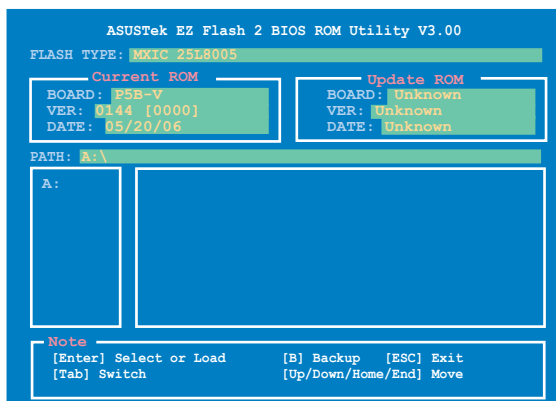 ASUSTek EZ Flash 2 BIOS ROM Utility V3.00
FLASH TYPE: MXIC 25L8005
Current ROM
BOARD: P5B-V
VER: 0144 [0000]
DATE: 05/20/06
Update ROM
BOARD: Unknown
VER: Unknown
DATE: Unknown
PATH: A:\
A:
Note
[Enter] Select or Load [B] Backup [ESC] Exit
[Tab] Switch [Up/Down/Home/End] Move